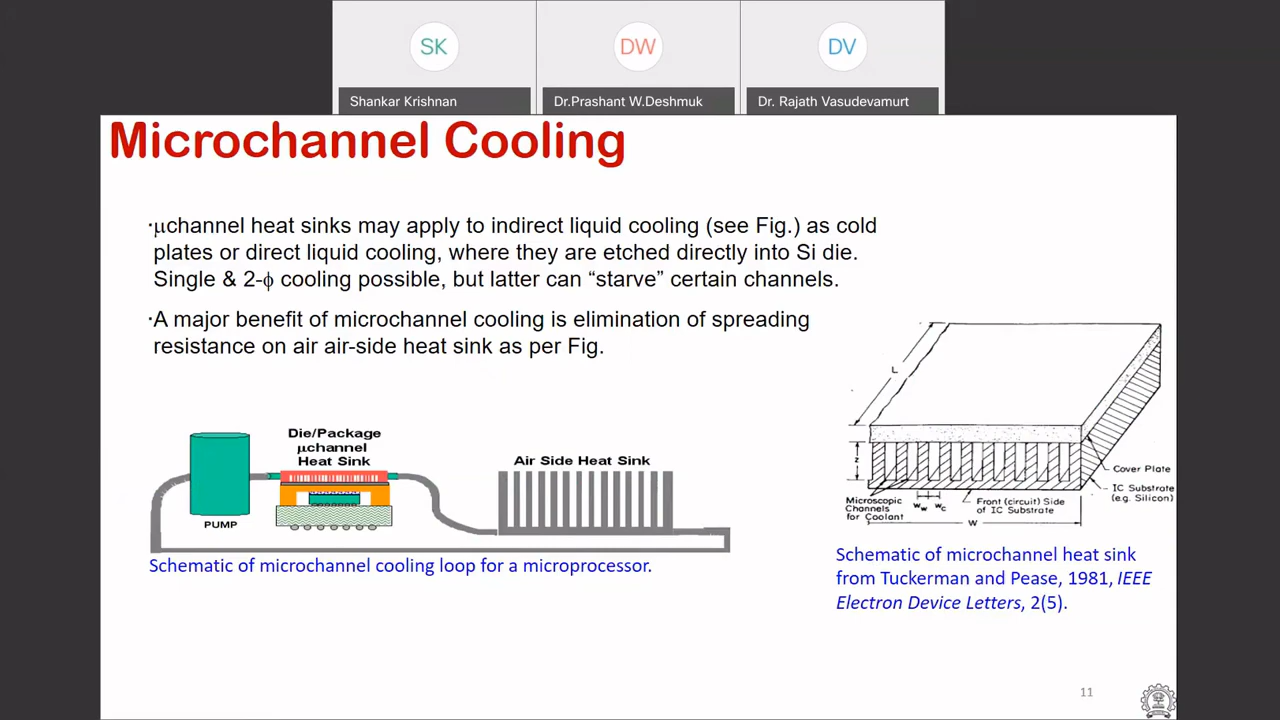 SK
DW
DV
Shankar Krishnan
Dr.Prashant W.Deshmuk
Dr. Rajath Vasudevamurt
Microchannel Cooling
·μchannel heat sinks may apply to indirect liquid cooling (see Fig.) as cold
plates or direct liquid cooling, where they are etched directly into Si die.
Single & 2-ϕ cooling possible, but latter can “starve” certain channels.
·A major benefit of microchannel cooling is elimination of spreading
resistance on air air-side heat sink as per Fig.
Die/Package
μchannel
Heat Sink
Air Side Heat Sink
PUMP
Schematic of microchannel cooling loop for a microprocessor.
L
z
Cover Plate
IC Substrate
(e.g. Silicon)
Microscopic
Channels
for Coolant
Ww
Wc
Front (circuit) Side
of IC Substrate
W
Schematic of microchannel heat sink
from Tuckerman and Pease, 1981, IEEE
Electron Device Letters, 2(5).
11